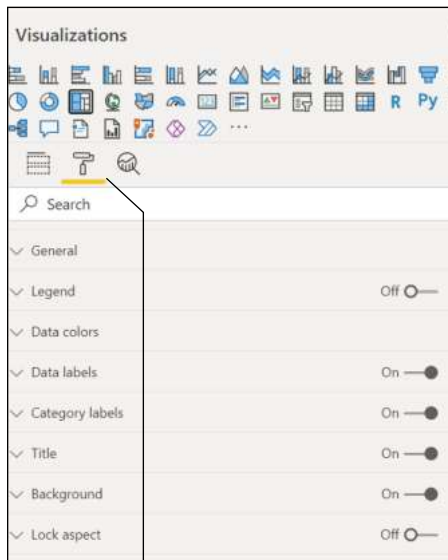 Visualizations
R Py
...
Search
General
Legend Off
Data colors
Data labels On
Category labels On
Title On
Background On
Lock aspect Off